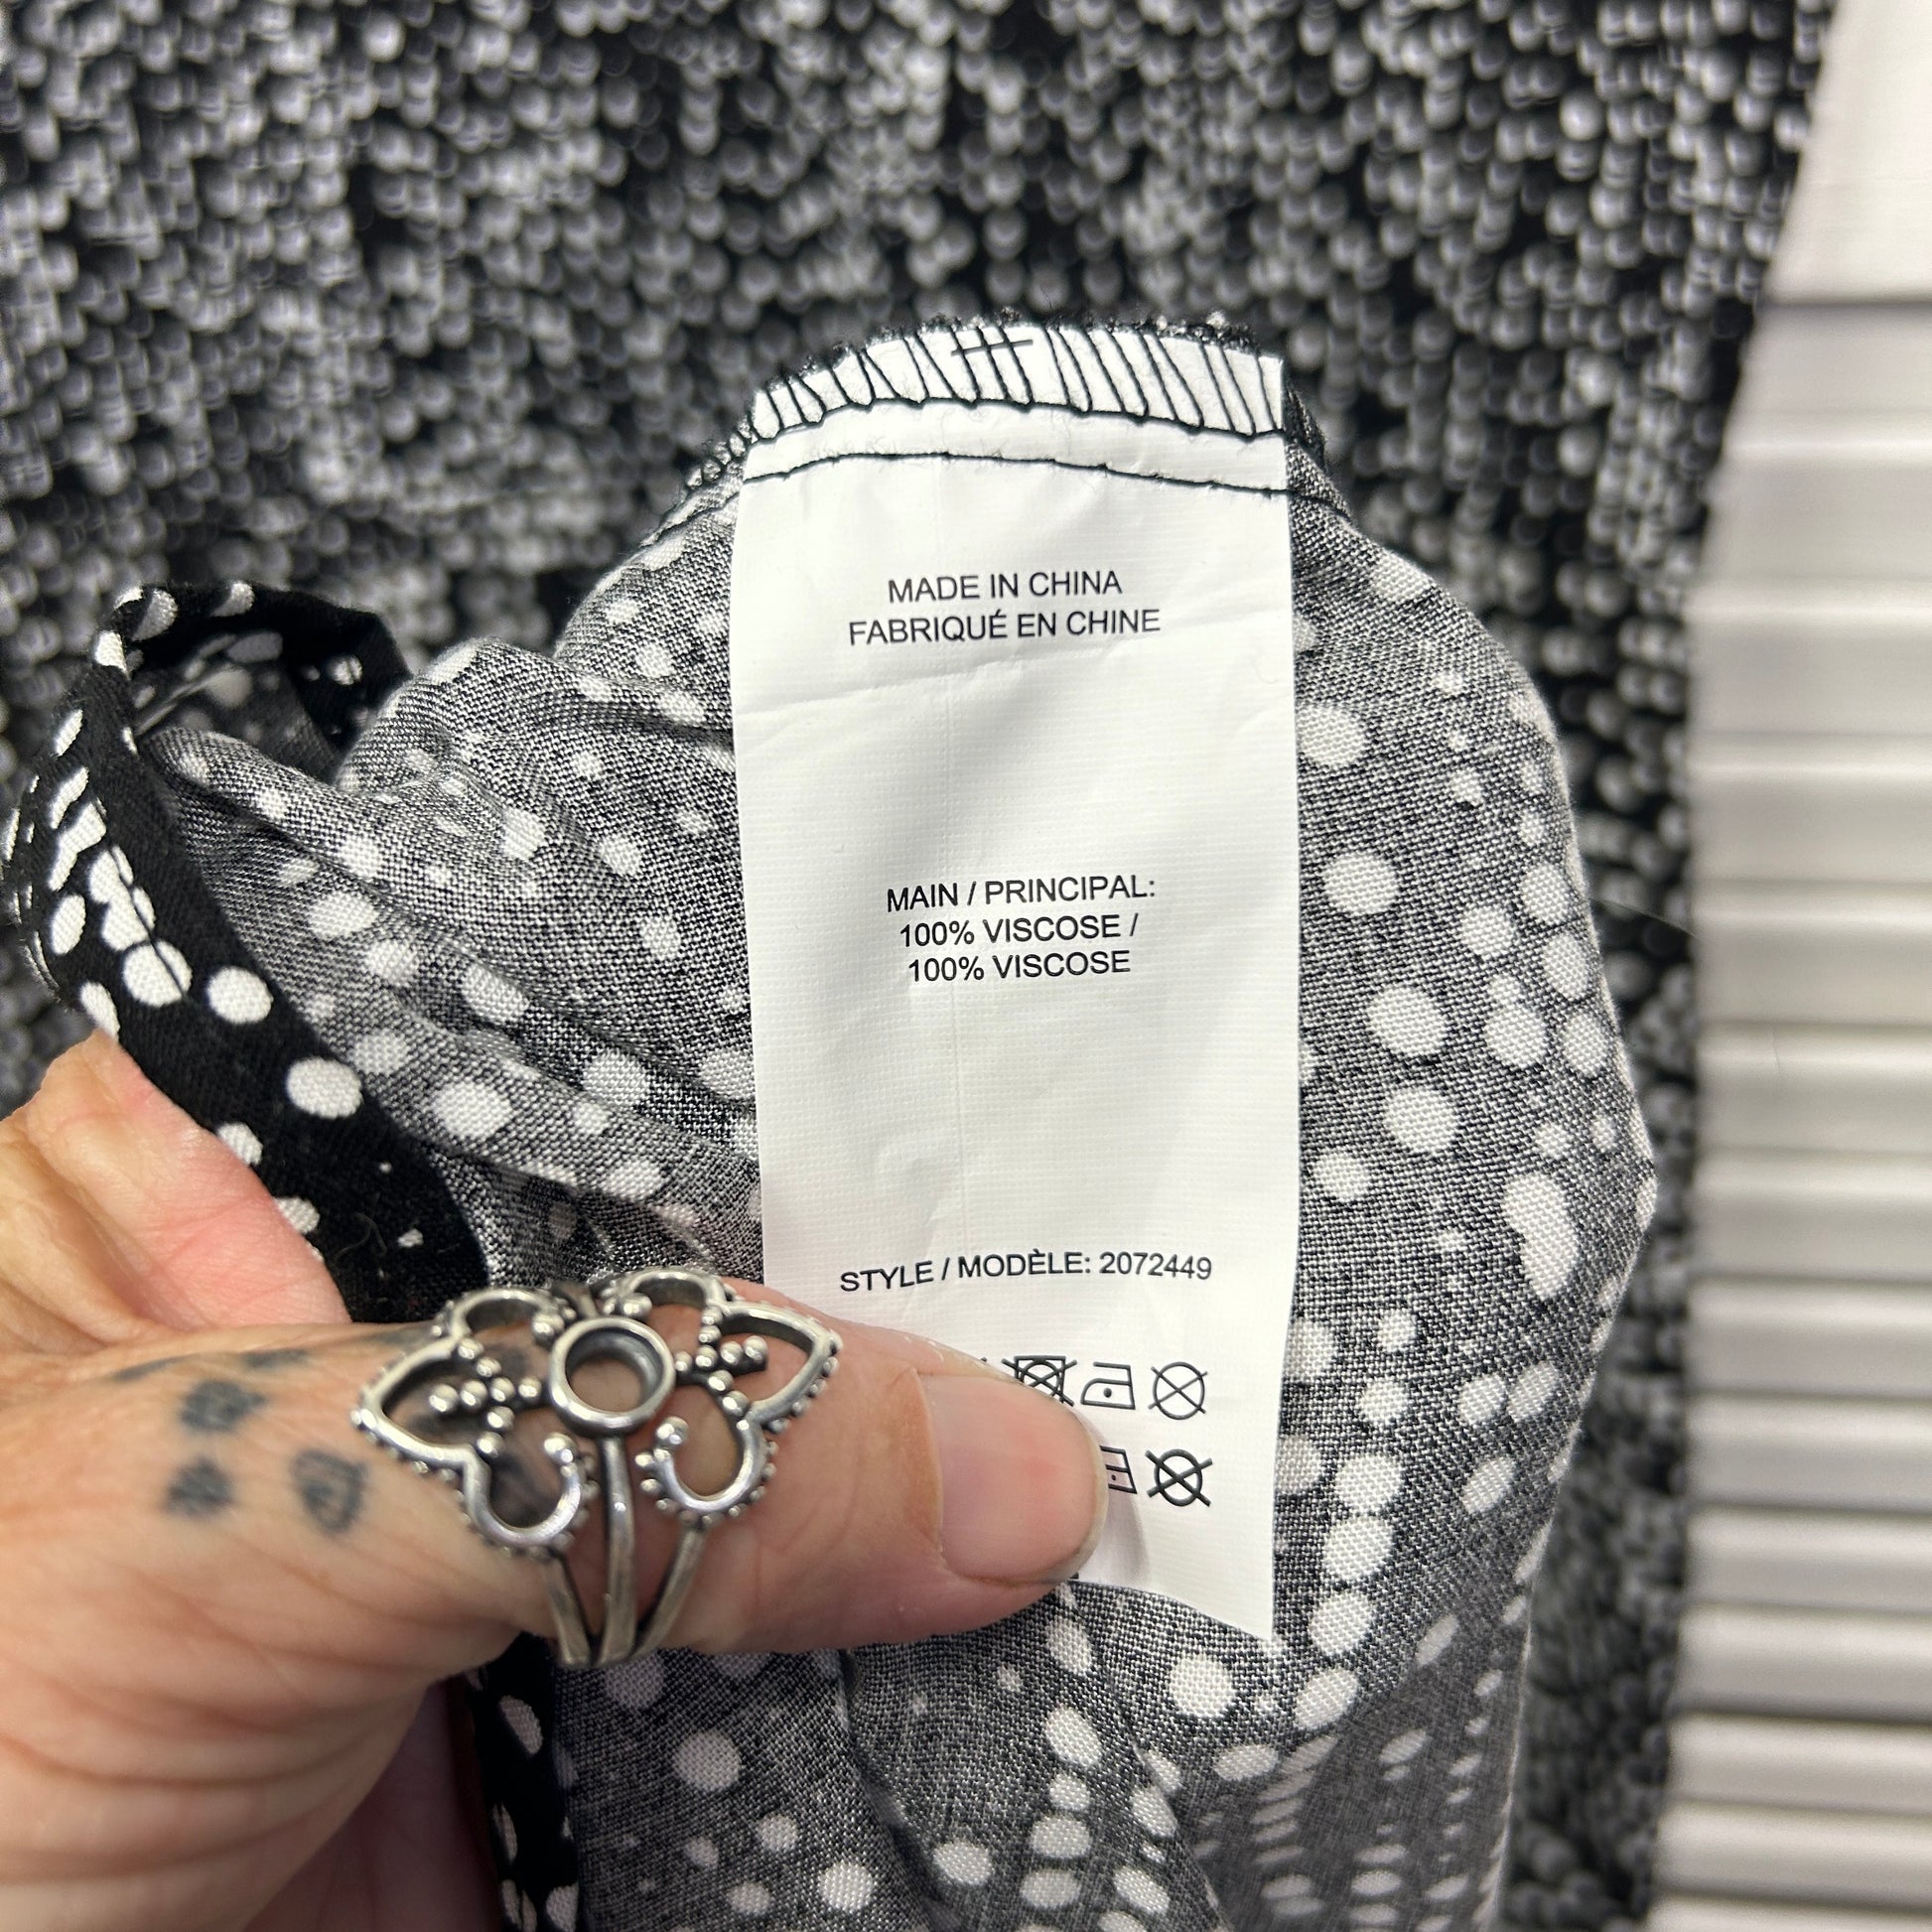 MADE IN CHINA
FABRIQUÉ EN CHINE
MAIN / PRINCIPAL:
100% VISCOSE /
100% VISCOSE
STYLE / MODÈLE: 2072449